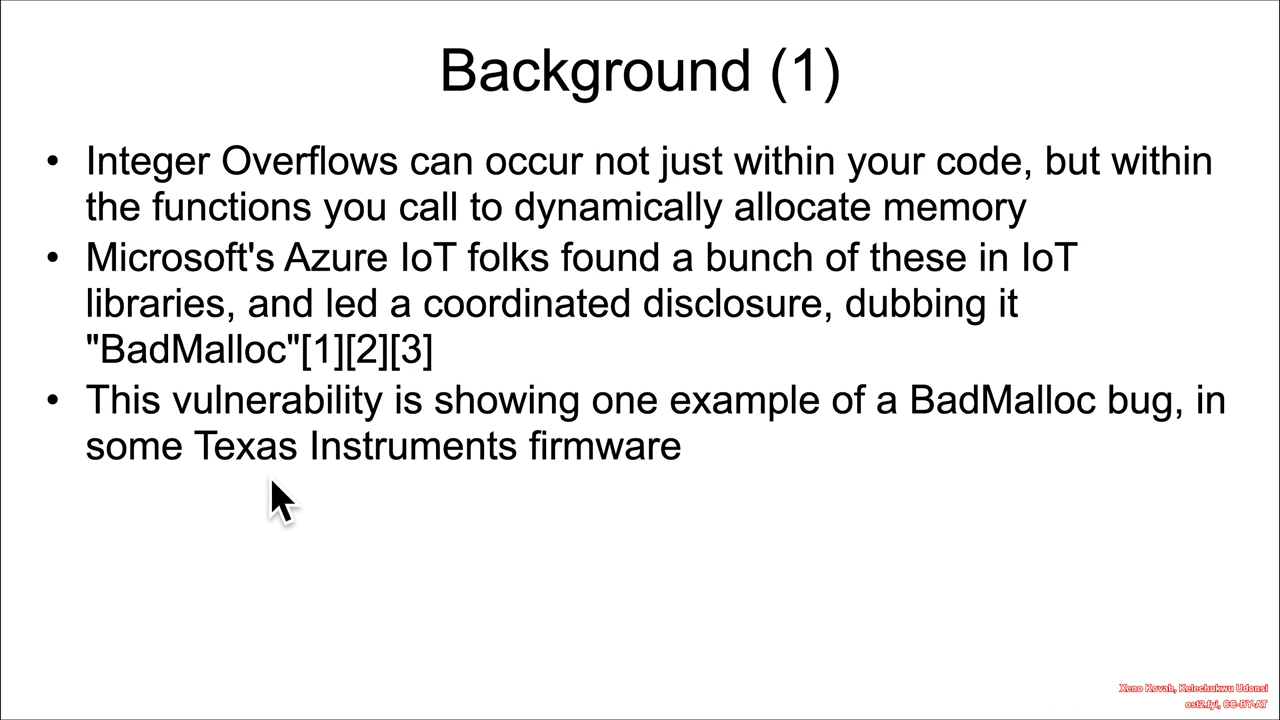 Background (1)
• Integer Overflows can occur not just within your code, but within
the functions you call to dynamically allocate memory
• Microsoft's Azure IoT folks found a bunch of these in IoT
libraries, and led a coordinated disclosure, dubbing it
"BadMalloc"[1][2][3]
• This vulnerability is showing one example of a BadMalloc bug, in
some Texas Instruments firmware
Xeno Kovah, Kelechukwu Udonsi
ost2.fyi, CC-BY-AT